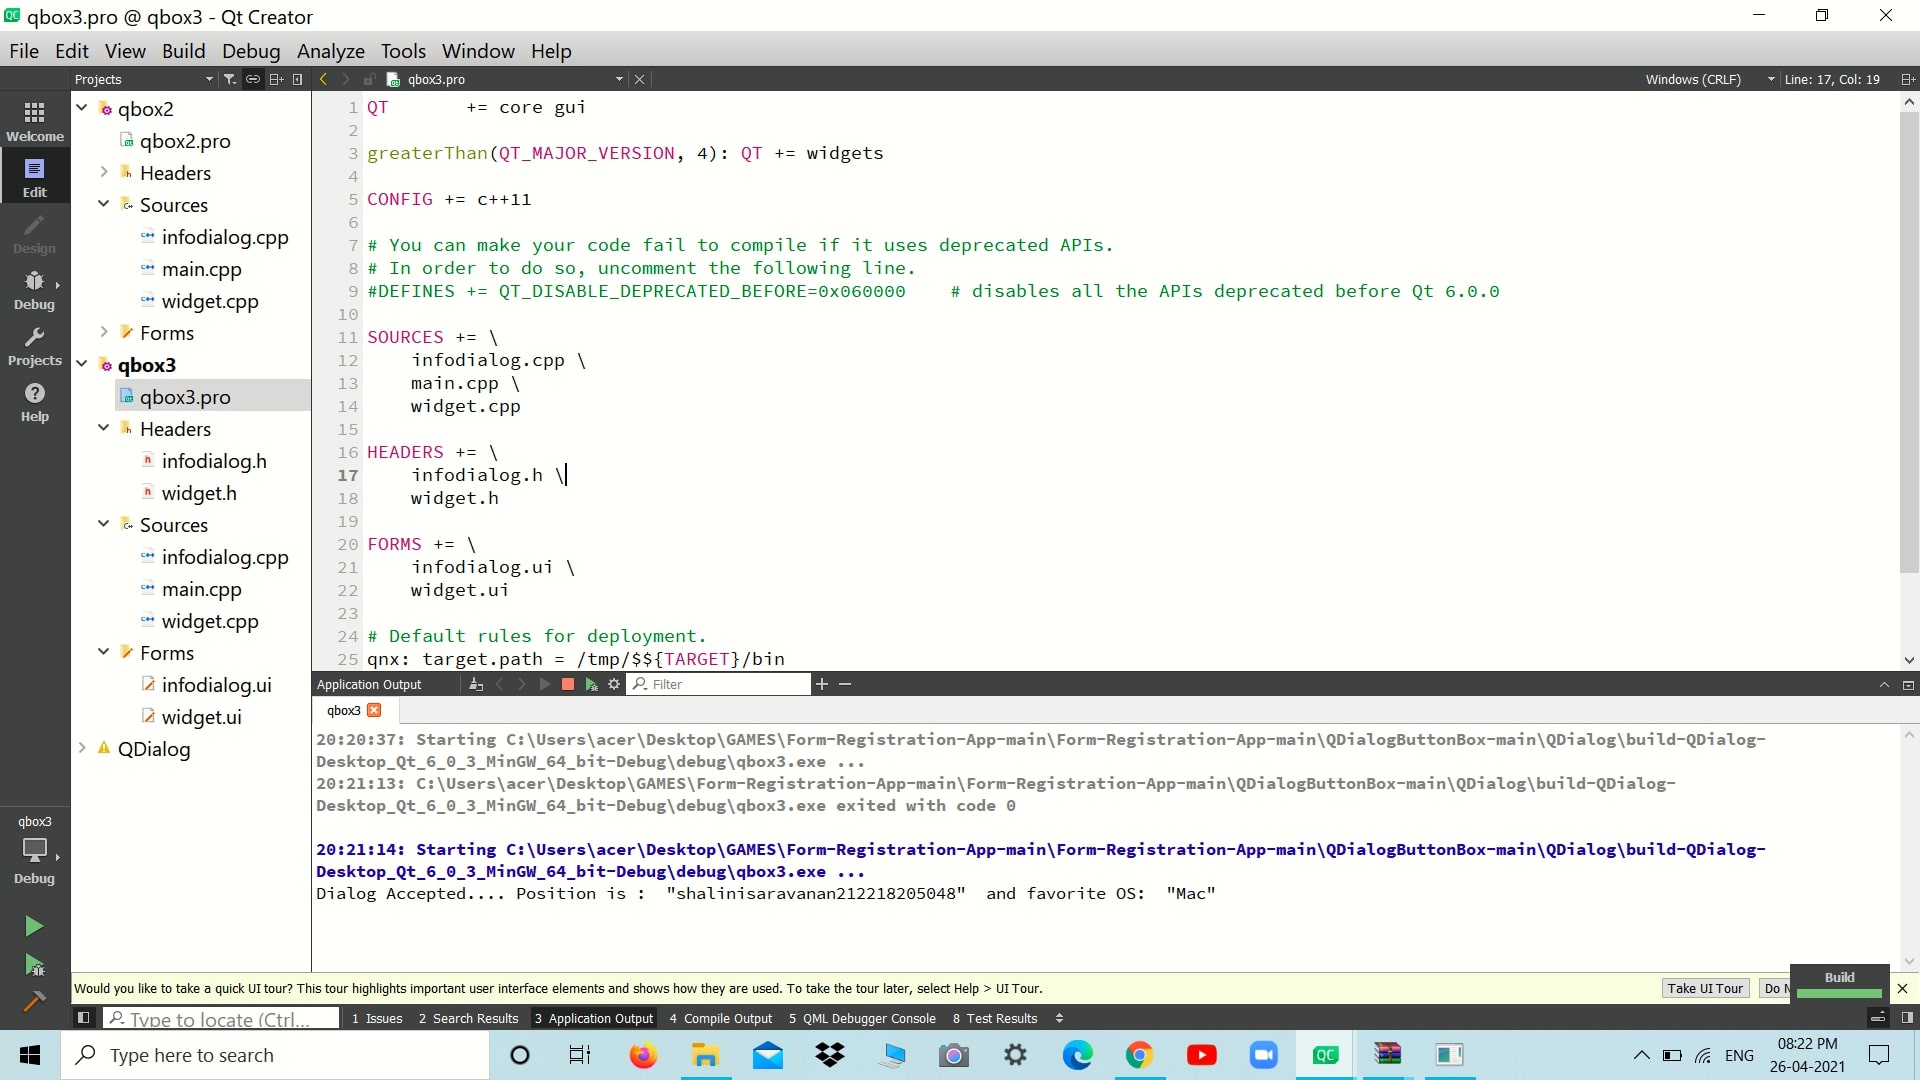 qbox3.pro @ qbox3 - Qt Creator
File Edit View Build Debug Analyze Tools Window Help
Projects
qbox3.pro
Windows (CRLF)
Line: 17, Col: 19
Welcome
Edit
Design
Debug
Projects
Help
qbox2
qbox2.pro
Headers
Sources
infodialog.cpp
main.cpp
widget.cpp
Forms
qbox3
qbox3.pro
Headers
infodialog.h
widget.h
Sources
infodialog.cpp
main.cpp
widget.cpp
Forms
infodialog.ui
widget.ui
QDialog
1 QT += core gui
2
3 greaterThan(QT_MAJOR_VERSION, 4): QT += widgets
4
5 CONFIG += c++11
6
7 # You can make your code fail to compile if it uses deprecated APIs.
8 # In order to do so, uncomment the following line.
9 #DEFINES += QT_DISABLE_DEPRECATED_BEFORE=0x060000 # disables all the APIs deprecated before Qt 6.0.0
10
11 SOURCES += \
12 infodialog.cpp \
13 main.cpp \
14 widget.cpp
15
16 HEADERS += \
17 infodialog.h \
18 widget.h
19
20 FORMS += \
21 infodialog.ui \
22 widget.ui
23
24 # Default rules for deployment.
25 qnx: target.path = /tmp/$${TARGET}/bin
Application Output
Filter
qbox3
20:20:37: Starting C:\Users\acer\Desktop\GAMES\Form-Registration-App-main\Form-Registration-App-main\QDialogButtonBox-main\QDialog\build-QDialog-
Desktop_Qt_6_0_3_MinGW_64_bit-Debug\debug\qbox3.exe ...
20:21:13: C:\Users\acer\Desktop\GAMES\Form-Registration-App-main\Form-Registration-App-main\QDialogButtonBox-main\QDialog\build-QDialog-
Desktop_Qt_6_0_3_MinGW_64_bit-Debug\debug\qbox3.exe exited with code 0
20:21:14: Starting C:\Users\acer\Desktop\GAMES\Form-Registration-App-main\Form-Registration-App-main\QDialogButtonBox-main\QDialog\build-QDialog-
Desktop_Qt_6_0_3_MinGW_64_bit-Debug\debug\qbox3.exe ...
Dialog Accepted.... Position is : "shalinisaravanan212218205048" and favorite OS: "Mac"
qbox3
Debug
Would you like to take a quick UI tour? This tour highlights important user interface elements and shows how they are used. To take the tour later, select Help > UI Tour.
Take UI Tour
Do N
Build
Type to locate (Ctrl...
1 Issues 2 Search Results 3 Application Output 4 Compile Output 5 QML Debugger Console 8 Test Results
Type here to search
ENG
08:22 PM
26-04-2021